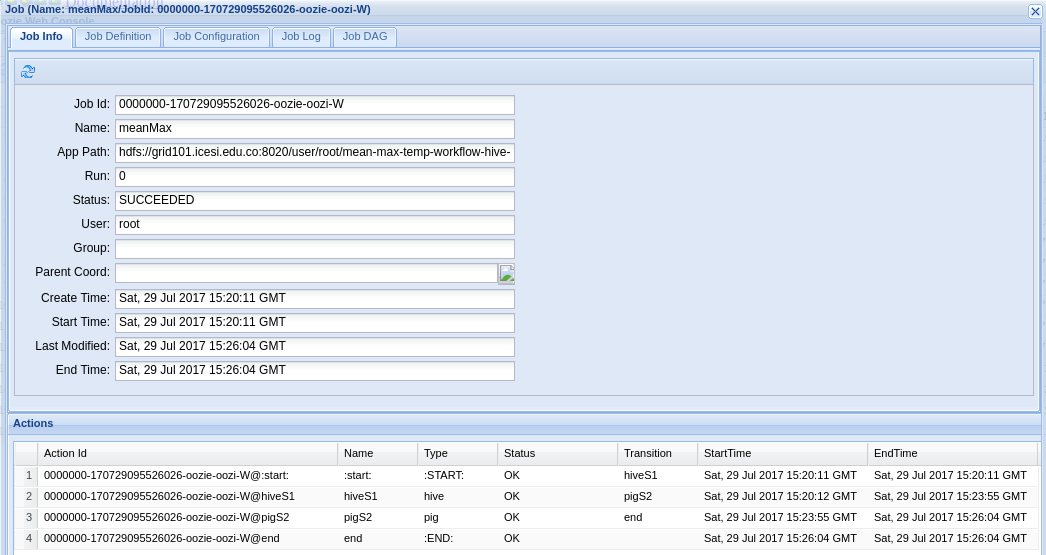 Documentation
Job (Name: meanMax/JobId: 0000000-170729095526026-oozie-oozi-W)
ozie Web Console
Job Info Job Definition Job Configuration Job Log Job DAG
Job Id: 0000000-170729095526026-oozie-oozi-W
Name: meanMax
App Path: hdfs://grid101.icesi.edu.co:8020/user/root/mean-max-temp-workflow-hive-
Run: 0
Status: SUCCEEDED
User: root
Group:
Parent Coord:
Create Time: Sat, 29 Jul 2017 15:20:11 GMT
Start Time: Sat, 29 Jul 2017 15:20:11 GMT
Last Modified: Sat, 29 Jul 2017 15:26:04 GMT
End Time: Sat, 29 Jul 2017 15:26:04 GMT
Actions
Action Id Name Type Status Transition StartTime EndTime
1 0000000-170729095526026-oozie-oozi-W@:start: :start: :START: OK hiveS1 Sat, 29 Jul 2017 15:20:11 GMT Sat, 29 Jul 2017 15:20:11 GMT
2 0000000-170729095526026-oozie-oozi-W@hiveS1 hiveS1 hive OK pigS2 Sat, 29 Jul 2017 15:20:12 GMT Sat, 29 Jul 2017 15:23:55 GMT
3 0000000-170729095526026-oozie-oozi-W@pigS2 pigS2 pig OK end Sat, 29 Jul 2017 15:23:55 GMT Sat, 29 Jul 2017 15:26:04 GMT
4 0000000-170729095526026-oozie-oozi-W@end end :END: OK Sat, 29 Jul 2017 15:26:04 GMT Sat, 29 Jul 2017 15:26:04 GMT